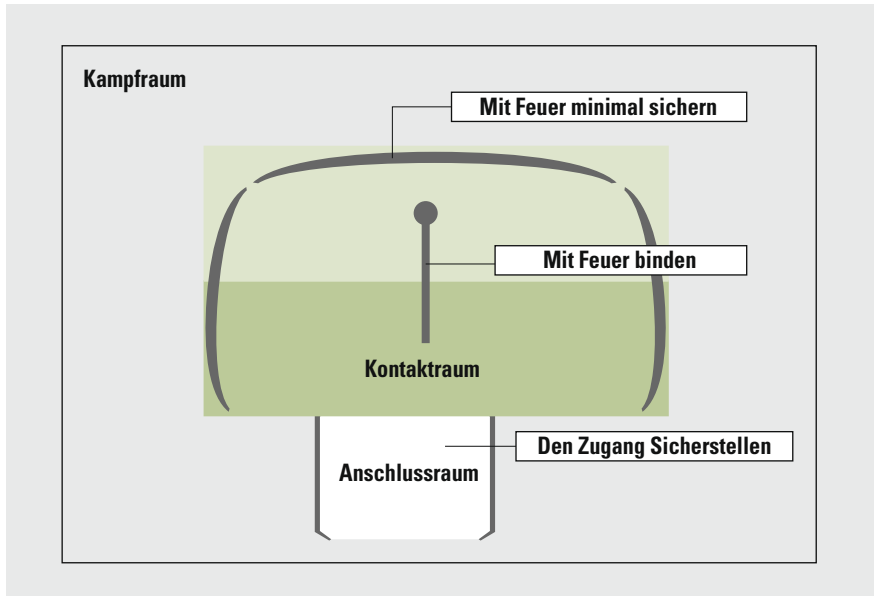 Kampfraum
Mit Feuer minimal sichern
Mit Feuer binden
Kontaktraum
Den Zugang Sicherstellen
Anschlussraum